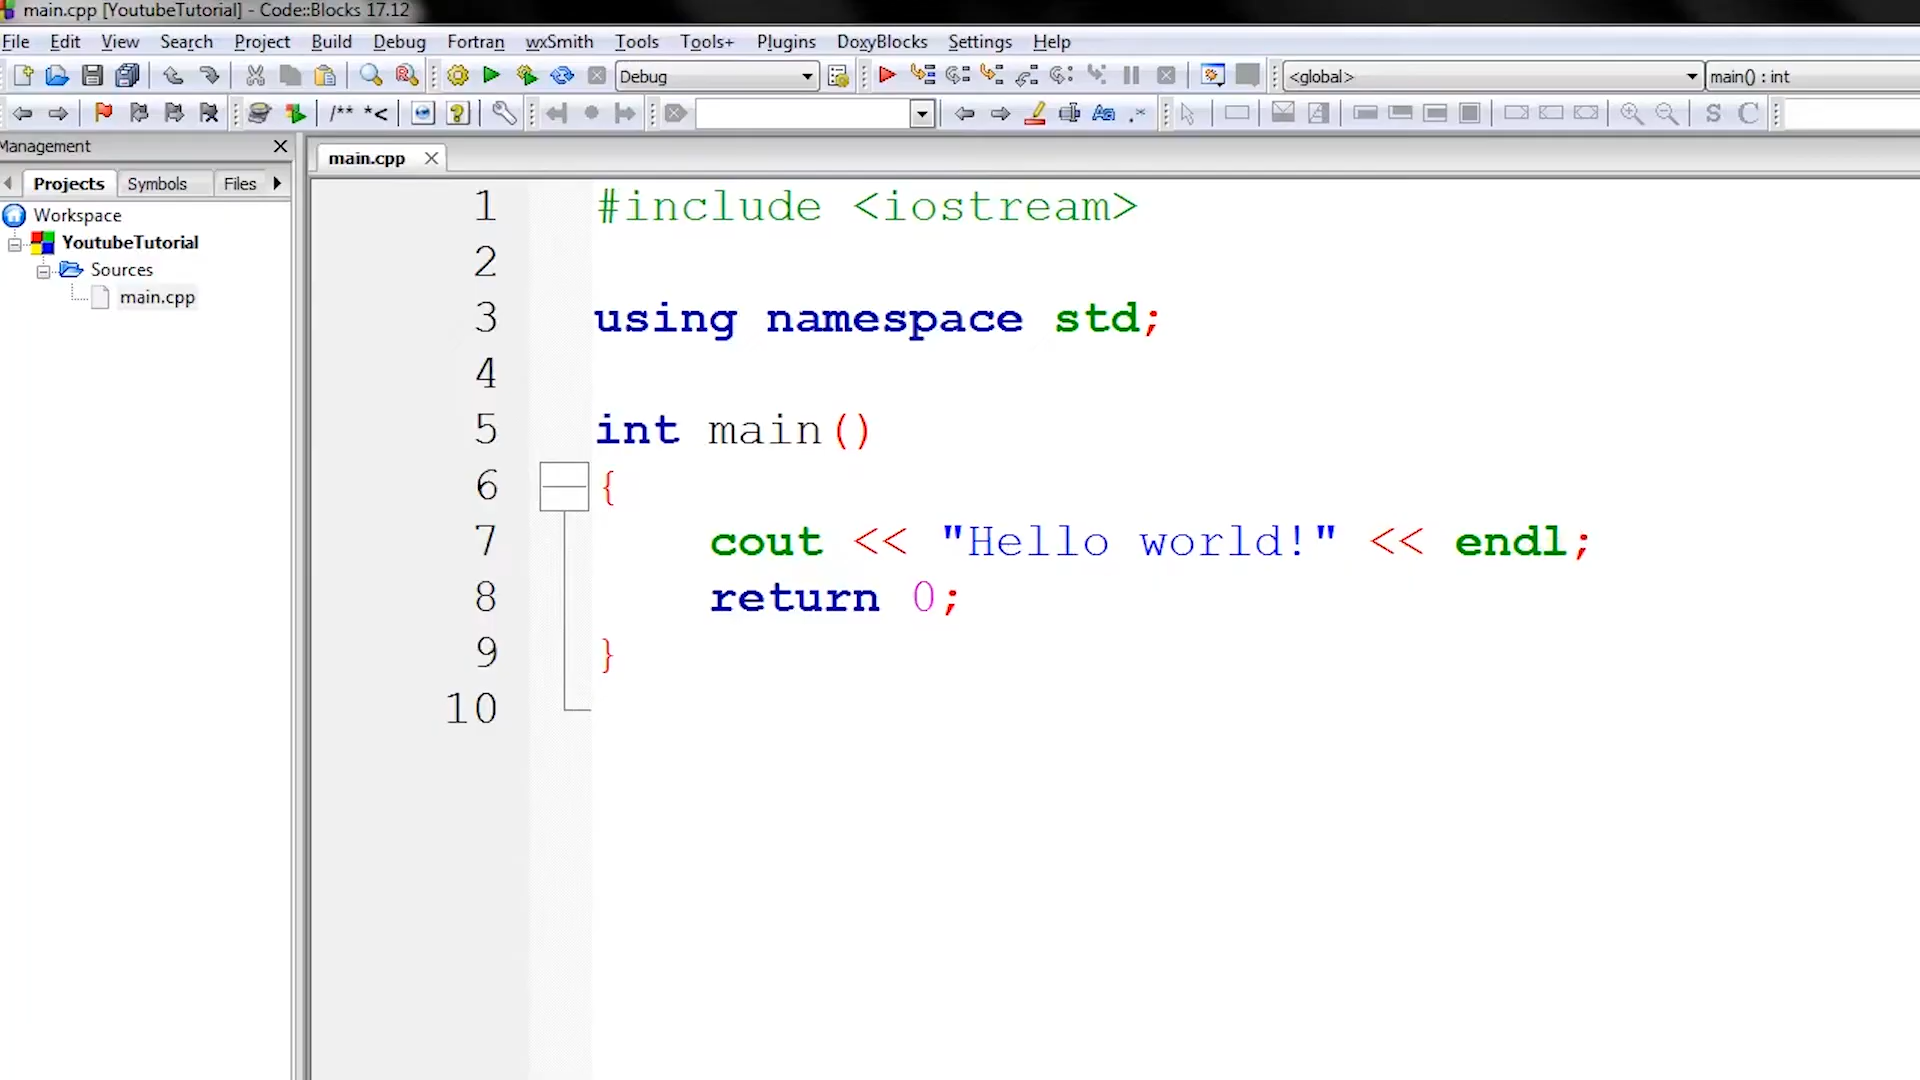 main.cpp [YoutubeTutorial] - Code::Blocks 17.12
File Edit View Search Project Build Debug Fortran wxSmith Tools Tools+ Plugins DoxyBlocks Settings Help
Debug <global> main() : int
/** *< S C
Management
Projects Symbols Files
main.cpp
Workspace
YoutubeTutorial
Sources
main.cpp
1 #include <iostream>
2
3 using namespace std;
4
5 int main()
6 {
7 cout << "Hello world!" << endl;
8 return 0;
9 }
10